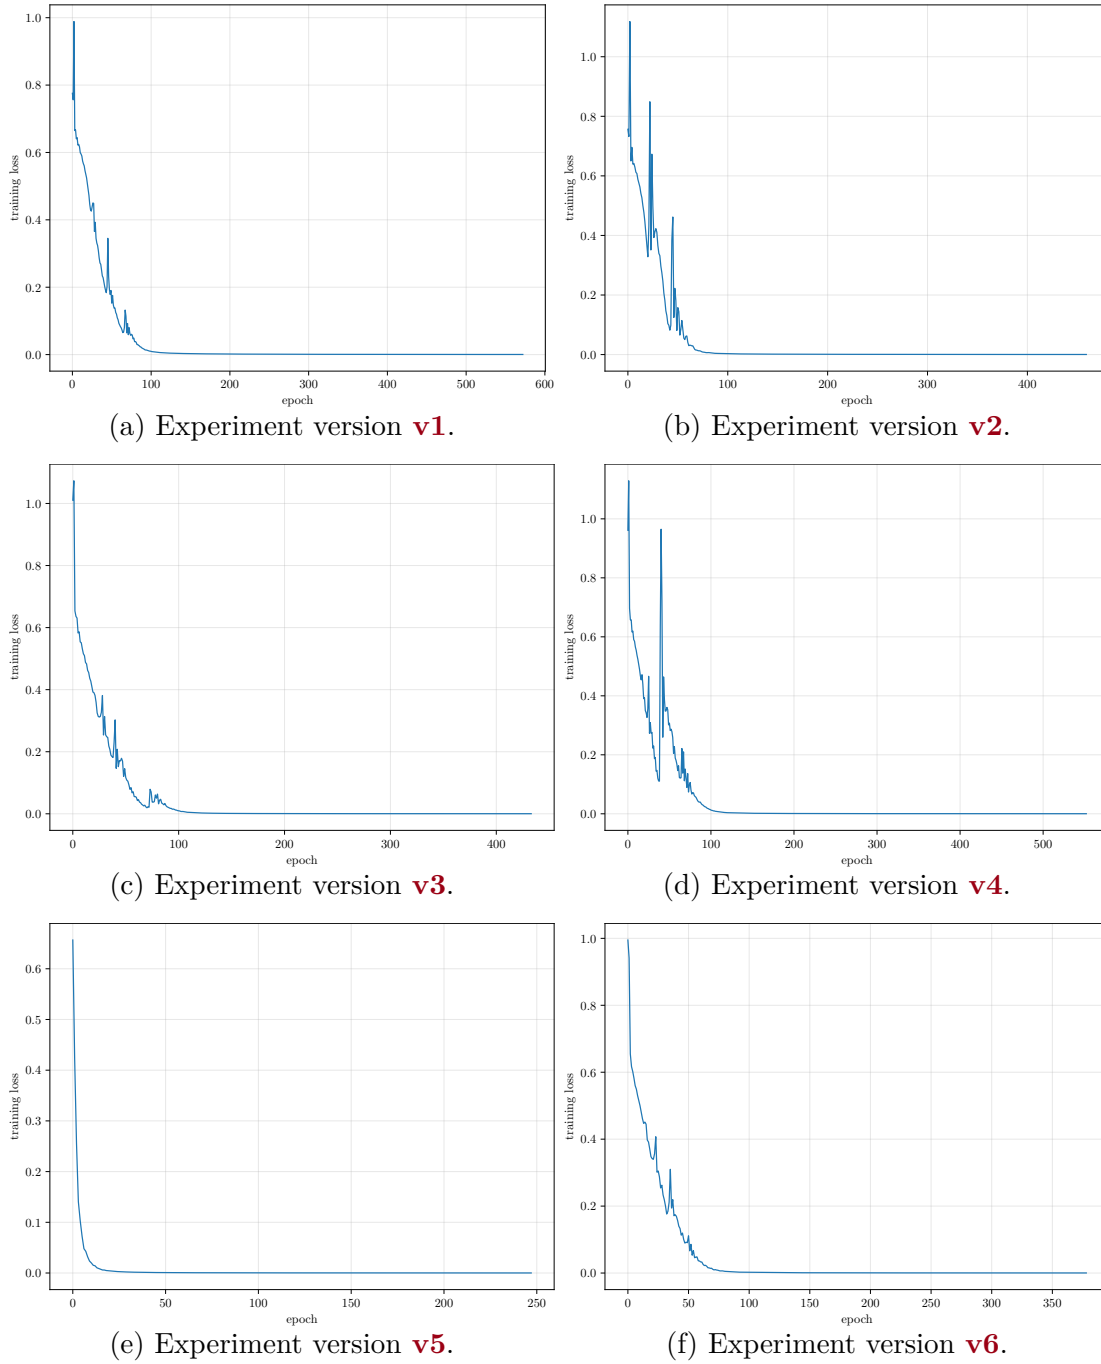 1.0
0.8
0.6
0.4
0.2
0.0
training loss
0 100 200 300 400 500 600
epoch
(a) Experiment version v1.
1.0
0.8
0.6
0.4
0.2
0.0
training loss
0 100 200 300 400
epoch
(b) Experiment version v2.
1.0
0.8
0.6
0.4
0.2
0.0
training loss
0 100 200 300 400
epoch
(c) Experiment version v3.
1.0
0.8
0.6
0.4
0.2
0.0
training loss
0 100 200 300 400 500
epoch
(d) Experiment version v4.
0.6
0.5
0.4
0.3
0.2
0.1
0.0
training loss
0 50 100 150 200 250
epoch
(e) Experiment version v5.
1.0
0.8
0.6
0.4
0.2
0.0
training loss
0 50 100 150 200 250 300 350
epoch
(f) Experiment version v6.